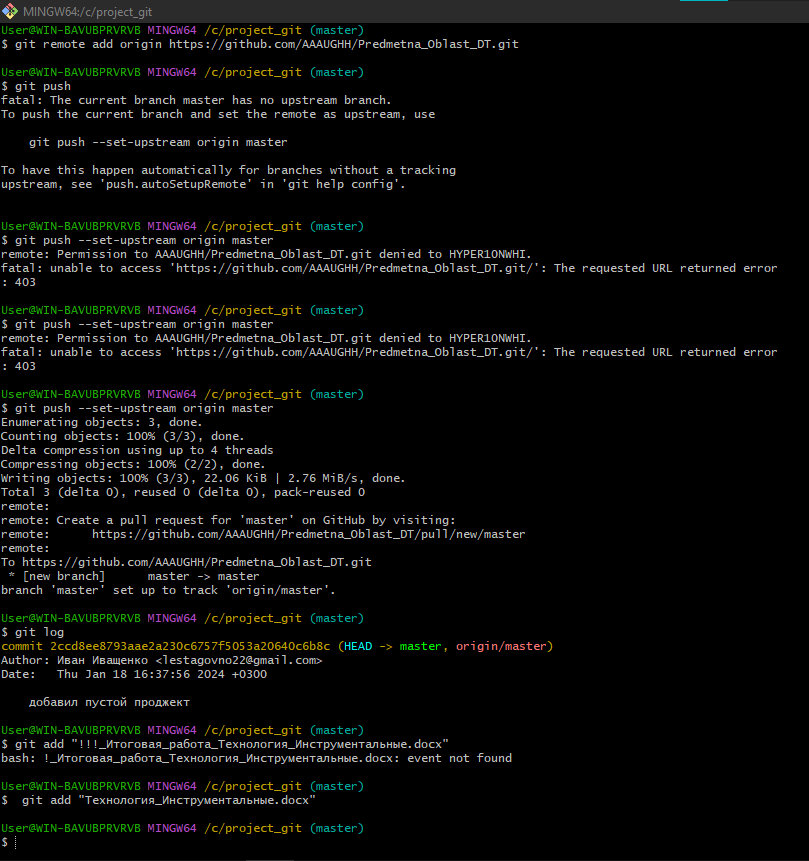 MINGW64:/c/project_git
User@WIN-BAVUBPRVRVB MINGW64 /c/project_git (master)
$ git remote add origin https://github.com/AAAUGHH/Predmetna_Oblast_DT.git
User@WIN-BAVUBPRVRVB MINGW64 /c/project_git (master)
$ git push
fatal: The current branch master has no upstream branch.
To push the current branch and set the remote as upstream, use
git push --set-upstream origin master
To have this happen automatically for branches without a tracking
upstream, see 'push.autoSetupRemote' in 'git help config'.
User@WIN-BAVUBPRVRVB MINGW64 /c/project_git (master)
$ git push --set-upstream origin master
remote: Permission to AAAUGHH/Predmetna_Oblast_DT.git denied to HYPER1ONWHI.
fatal: unable to access 'https://github.com/AAAUGHH/Predmetna_Oblast_DT.git/': The requested URL returned error
: 403
User@WIN-BAVUBPRVRVB MINGW64 /c/project_git (master)
$ git push --set-upstream origin master
remote: Permission to AAAUGHH/Predmetna_Oblast_DT.git denied to HYPER1ONWHI.
fatal: unable to access 'https://github.com/AAAUGHH/Predmetna_Oblast_DT.git/': The requested URL returned error
: 403
User@WIN-BAVUBPRVRVB MINGW64 /c/project_git (master)
$ git push --set-upstream origin master
Enumerating objects: 3, done.
Counting objects: 100% (3/3), done.
Delta compression using up to 4 threads
Compressing objects: 100% (2/2), done.
Writing objects: 100% (3/3), 22.06 KiB | 2.76 MiB/s, done.
Total 3 (delta 0), reused 0 (delta 0), pack-reused 0
remote:
remote: Create a pull request for 'master' on GitHub by visiting:
remote:      https://github.com/AAAUGHH/Predmetna_Oblast_DT/pull/new/master
remote:
To https://github.com/AAAUGHH/Predmetna_Oblast_DT.git
* [new branch]      master -> master
branch 'master' set up to track 'origin/master'.
User@WIN-BAVUBPRVRVB MINGW64 /c/project_git (master)
$ git log
commit 2ccd8ee8793aae2a230c6757f5053a20640c6b8c (HEAD -> master, origin/master)
Author: Иван Иващенко <lestagovno22@gmail.com>
Date:   Thu Jan 18 16:37:56 2024 +0300
добавил пустой проджект
User@WIN-BAVUBPRVRVB MINGW64 /c/project_git (master)
$ git add "!!!_Итоговая_работа_Технология_Инструментальные.docx"
bash: !_Итоговая_работа_Технология_Инструментальные.docx: event not found
User@WIN-BAVUBPRVRVB MINGW64 /c/project_git (master)
$  git add "Технология_Инструментальные.docx"
User@WIN-BAVUBPRVRVB MINGW64 /c/project_git (master)
$